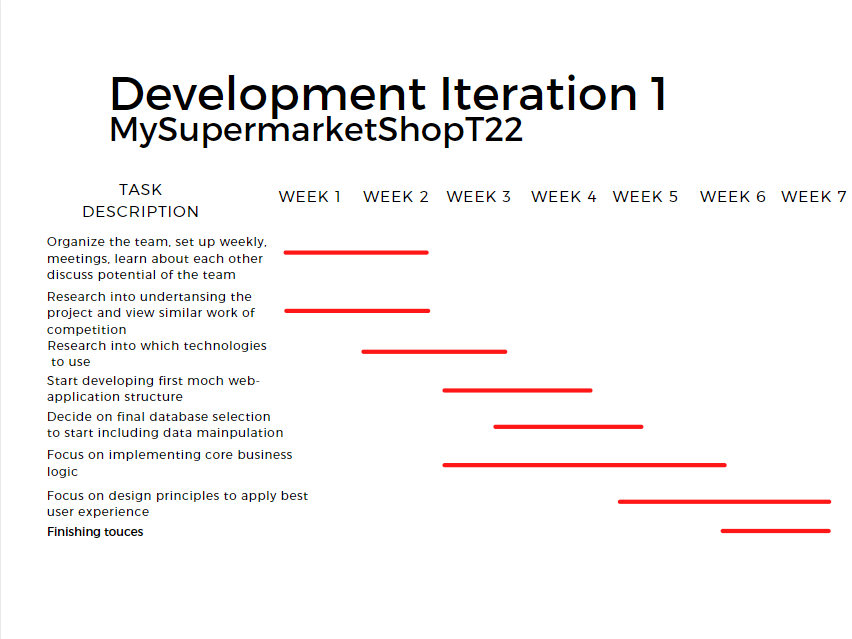 Development Iteration 1
MySupermarketShopT22
TASK
DESCRIPTION
WEEK 1 WEEK 2 WEEK 3 WEEK 4 WEEK 5 WEEK 6 WEEK 7
Organize the team, set up weekly,
meetings, learn about each other
discuss potential of the team
Research into undertansing the
project and view similar work of
competition
Research into which technologies
to use
Start developing first moch web-
application structure
Decide on final database selection
to start including data mainpulation
Focus on implementing core business
logic
Focus on design principles to apply best
user experience
Finishing touces